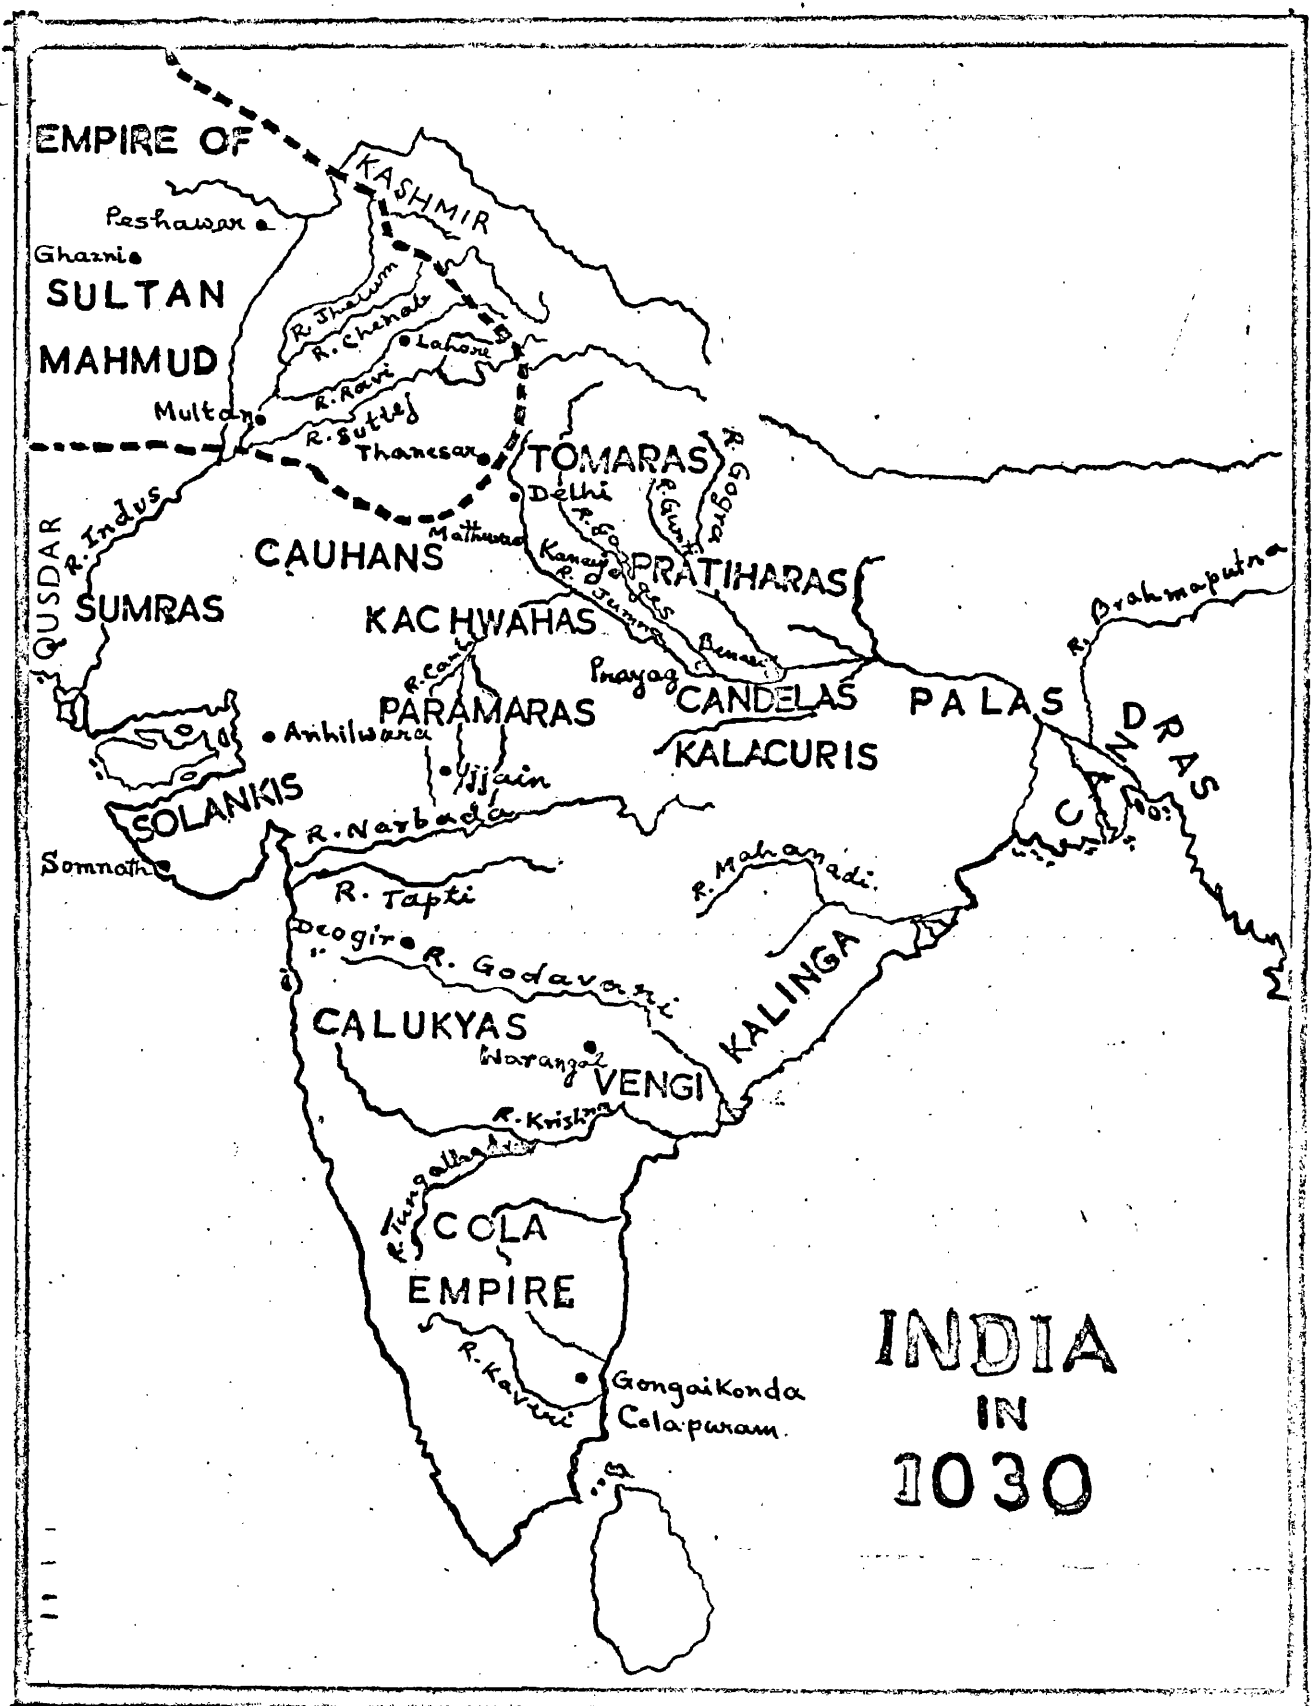 EMPIRE OF
KASHMIR
Peshawar
Ghazni
SULTAN
R. Jhelum
R. Chenab
Lahore
MAHMUD
R. Ravi
Multan
R. Sutlej
Thanesar
TOMARAS
R. Gogra
Delhi
R. Gumti
R. Ganges
R. Indus
Mathura
CAUHANS
Kanauj
PRATIHARAS
QUSDAR
R. Jumna
R. Brahmaputra
SUMRAS
KACHWAHAS
Benares
Prayag
PARAMARAS
CANDELAS
PALAS
CANDRAS
Anhilwara
KALACURIS
Ujjain
SOLANKIS
R. Narbada
Somnath
R. Mahanadi.
R. Tapti
Deogir
R. Godavari
KALINGA
CALUKYAS
Warangal
VENGI
R. Krishna
R. Tungabhadra
COLA
EMPIRE
R. Kaveri
Gongaikonda
Colapuram.
INDIA
IN
1030